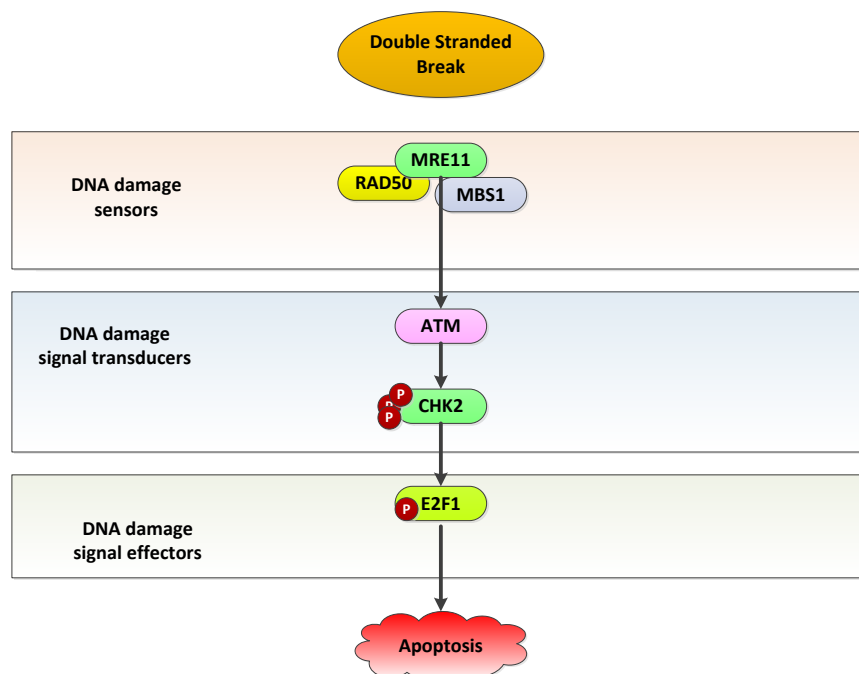 Double Stranded
Break
DNA damage
sensors
MRE11
RAD50
MBS1
DNA damage
signal transducers
ATM
P
P
P
CHK2
DNA damage
signal effectors
E2F1
P
Apoptosis